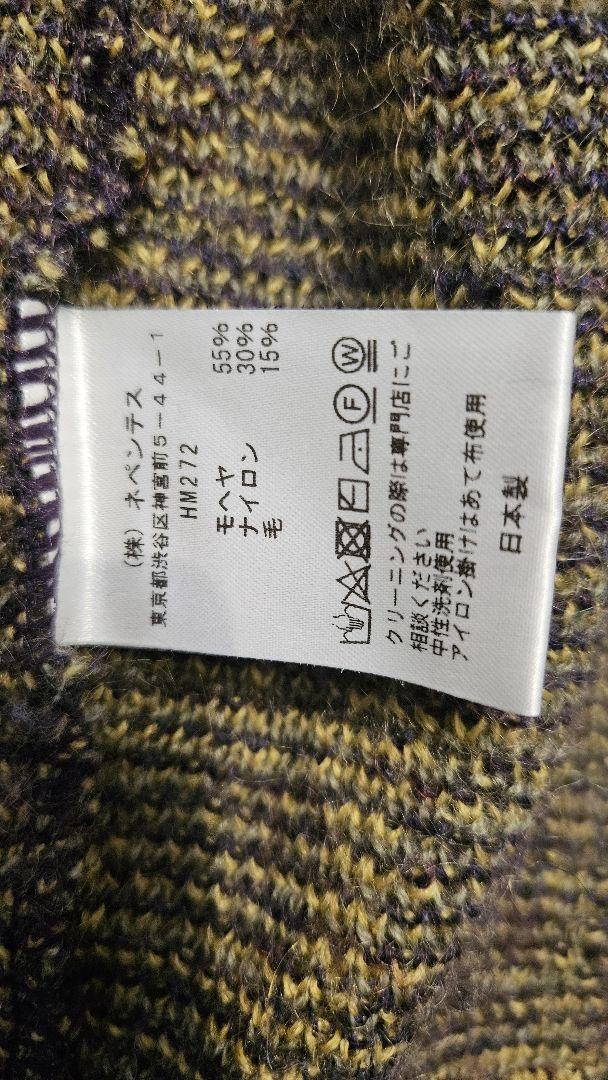 (株) ネペンテス
東京都渋谷区神宮前5-44-1
HM272
モヘヤ 55%
ナイロン 30%
毛 15%
F W
クリーニングの際は専門店にご
相談ください
中性洗剤使用
アイロン掛けはあて布使用
日本製